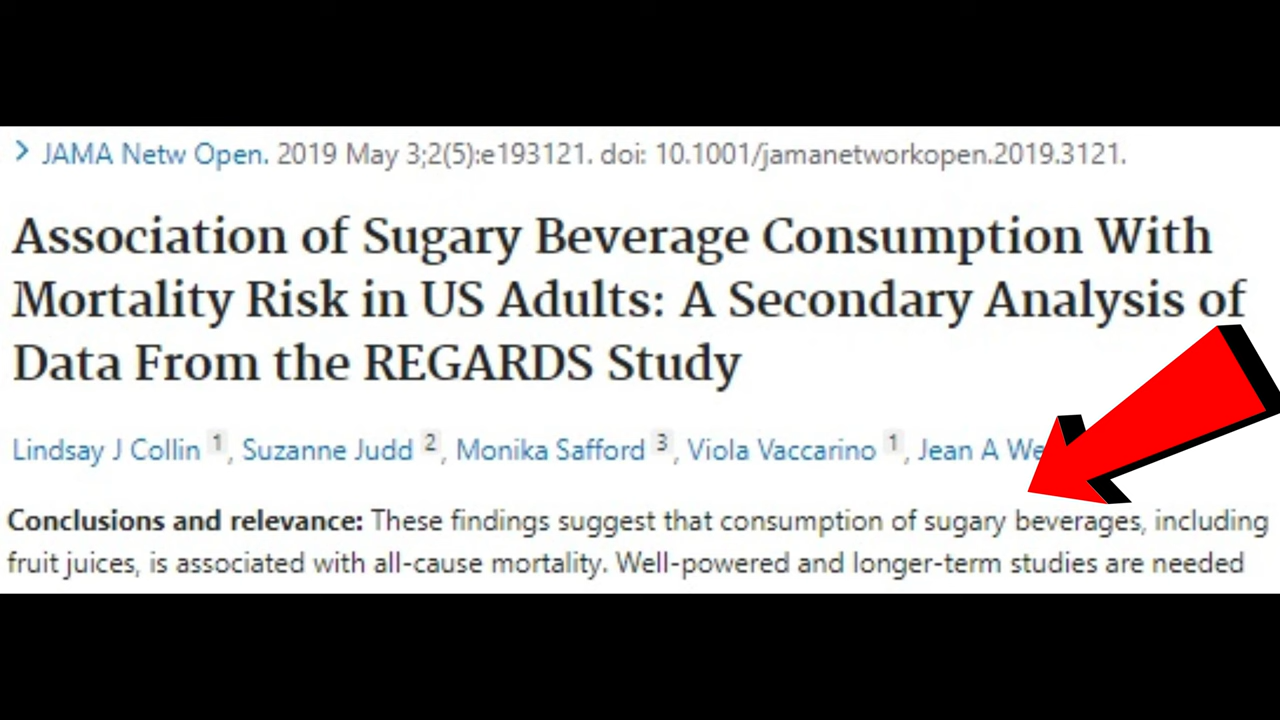 JAMA Netw Open. 2019 May 3;2(5):e193121. doi: 10.1001/jamanetworkopen.2019.3121.
Association of Sugary Beverage Consumption With
Mortality Risk in US Adults: A Secondary Analysis of
Data From the REGARDS Study
Lindsay J Collin 1, Suzanne Judd 2, Monika Safford 3, Viola Vaccarino 1, Jean A
Conclusions and relevance: These findings suggest that consumption of sugary beverages, including
fruit juices, is associated with all-cause mortality. Well-powered and longer-term studies are needed